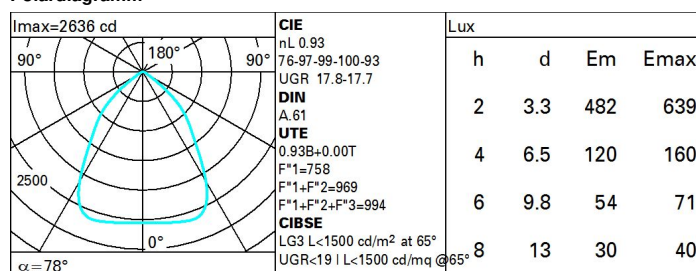 Polardiagramm
Imax=2636 cd
90° 180° 90°
2500
0°
α=78°
CIE
nL 0.93
76-97-99-100-93
UGR 17.8-17.7
DIN
A.61
UTE
0.93B+0.00T
F"1=758
F"1+F"2=969
F"1+F"2+F"3=994
CIBSE
LG3 L<1500 cd/m² at 65°
UGR<19 | L<1500 cd/mq @65°
Lux
h d Em Emax
2 3.3 482 639
4 6.5 120 160
6 9.8 54 71
8 13 30 40